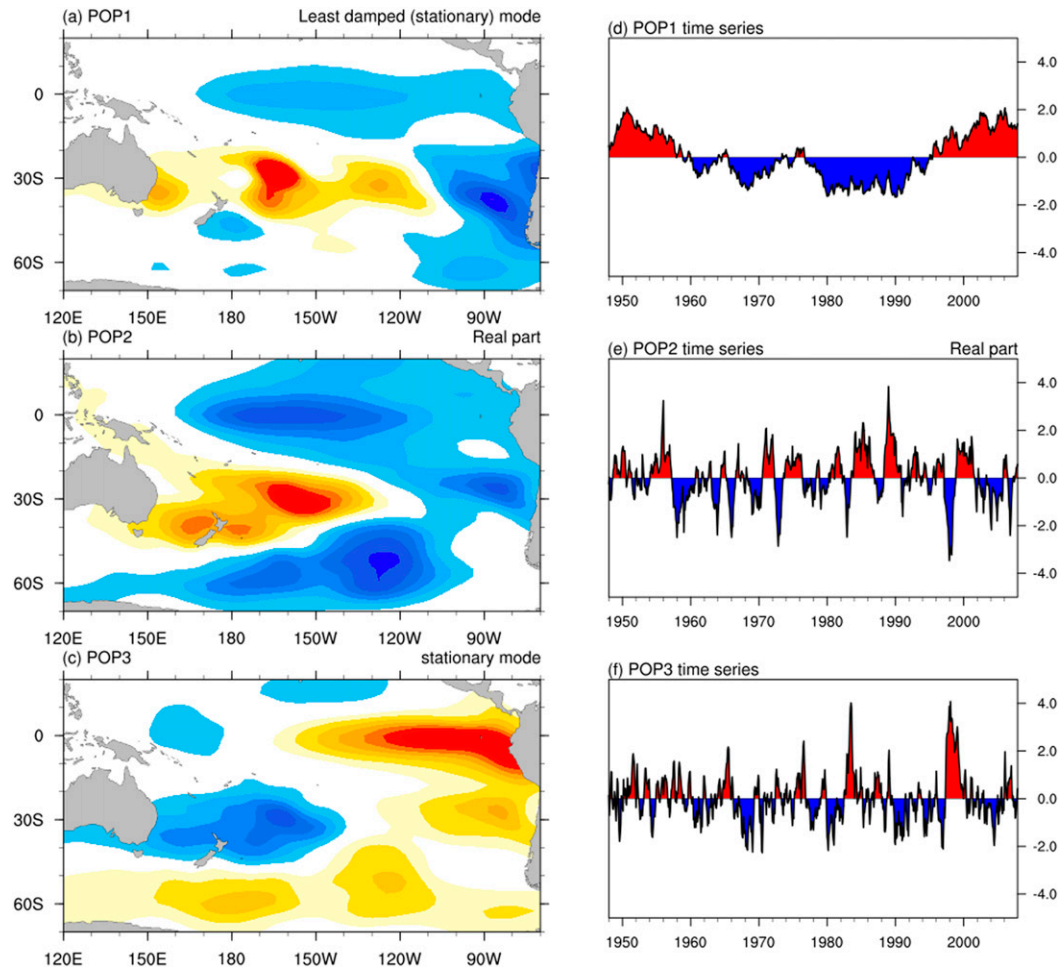 (a) POP1 Least damped (stationary) mode
0
30S
60S
120E 150E 180 150W 120W 90W
(b) POP2 Real part
0
30S
60S
120E 150E 180 150W 120W 90W
(c) POP3 stationary mode
0
30S
60S
120E 150E 180 150W 120W 90W
(d) POP1 time series
4.0
2.0
0.0
-2.0
-4.0
1950 1960 1970 1980 1990 2000
(e) POP2 time series Real part
4.0
2.0
0.0
-2.0
-4.0
1950 1960 1970 1980 1990 2000
(f) POP3 time series
4.0
2.0
0.0
-2.0
-4.0
1950 1960 1970 1980 1990 2000